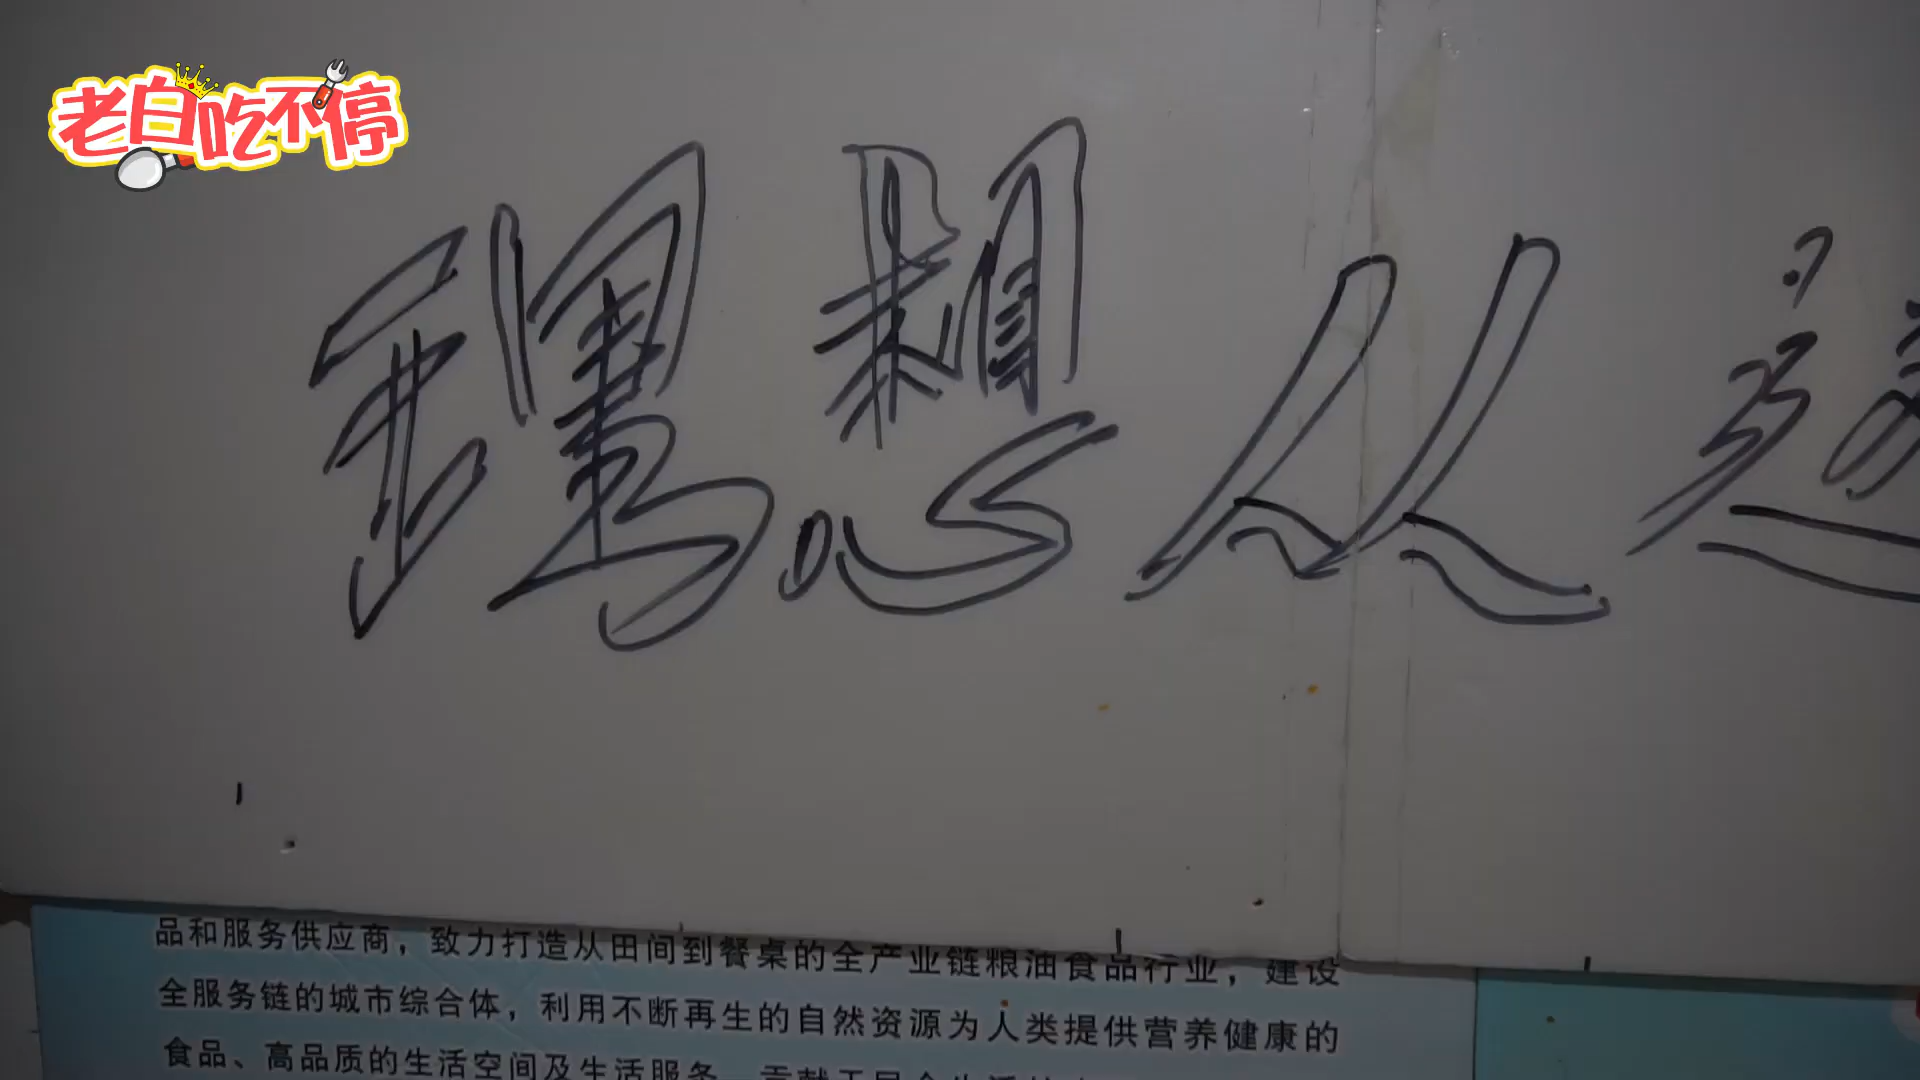 老白吃不停
理想从这
品和服务供应商，致力打造从田间到餐桌的全产业链粮油食品行业，建设
全服务链的城市综合体，利用不断再生的自然资源为人类提供营养健康的
食品、高品质的生活空间及生活服务